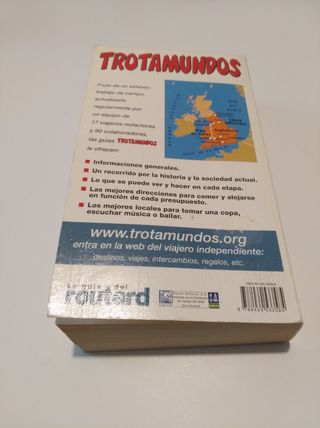 TROTAMUNDOS
Fruto de un extenso
trabajo de campo,
actualizado
regularmente por
un equipo de
17 viajeros-redactores
y 80 colaboradores,
las guías TROTAMUNDOS
le ofrecen:
Informaciones generales.
Un recorrido por la historia y la sociedad actual.
Lo que se puede ver y hacer en cada etapa.
Las mejores direcciones para comer y alojarse
en función de cada presupuesto.
Los mejores locales para tomar una copa,
escuchar música o bailar.
www.trotamundos.org
entra en la web del viajero independiente:
destinos, viajes, intercambios, regalos, etc.
La guía del
routard